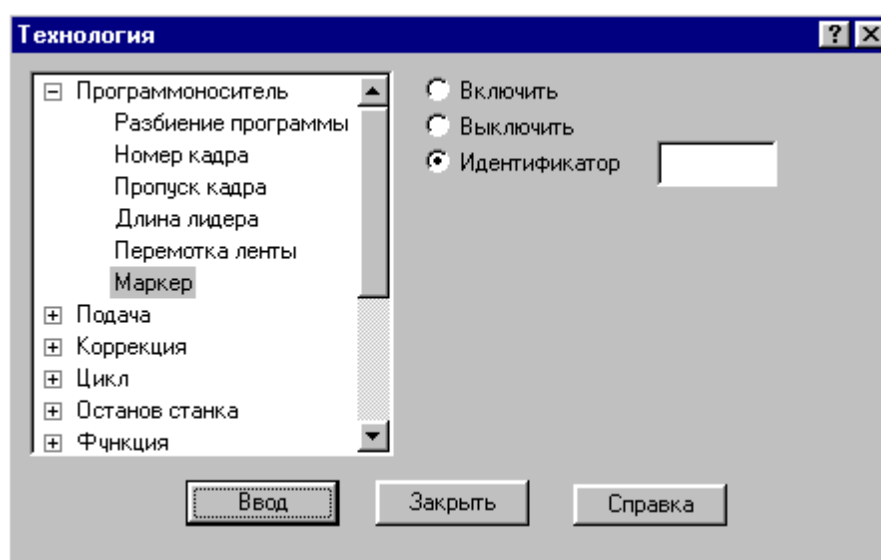 Технология
Программоноситель
Разбиение программы
Номер кадра
Пропуск кадра
Длина лидера
Перемотка ленты
Маркер
Подача
Коррекция
Цикл
Останов станка
Функция
Включить
Выключить
Идентификатор
Ввод
Закрыть
Справка